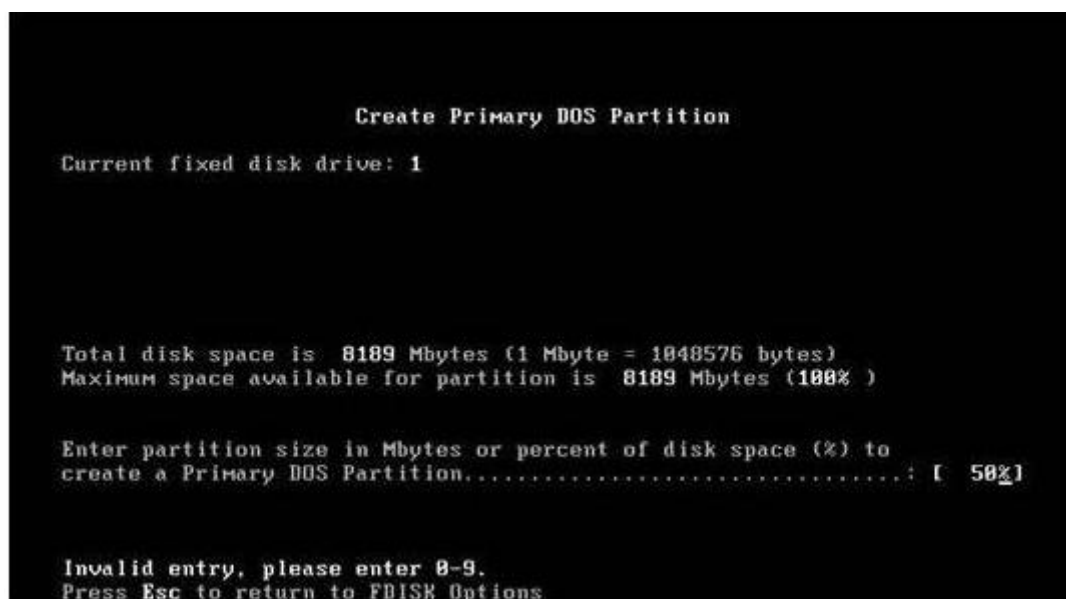 Create Primary DOS Partition
Current fixed disk drive: 1
Total disk space is  8189 Mbytes (1 Mbyte = 1048576 bytes)
Maximum space available for partition is  8189 Mbytes (100% )
Enter partition size in Mbytes or percent of disk space (%) to
create a Primary DOS Partition..................................: [  50%]
Invalid entry, please enter 0-9.
Press Esc to return to FDISK Options